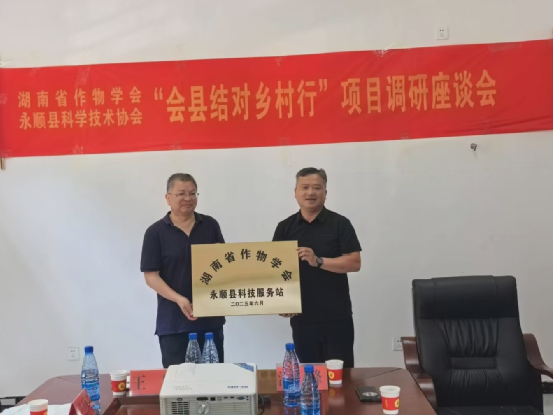 湖南省作物学会
永顺县科学技术协会
“会县结对乡村行”项目调研座谈会
湖南省作物学会
永顺县科技服务站
二〇二五年六月